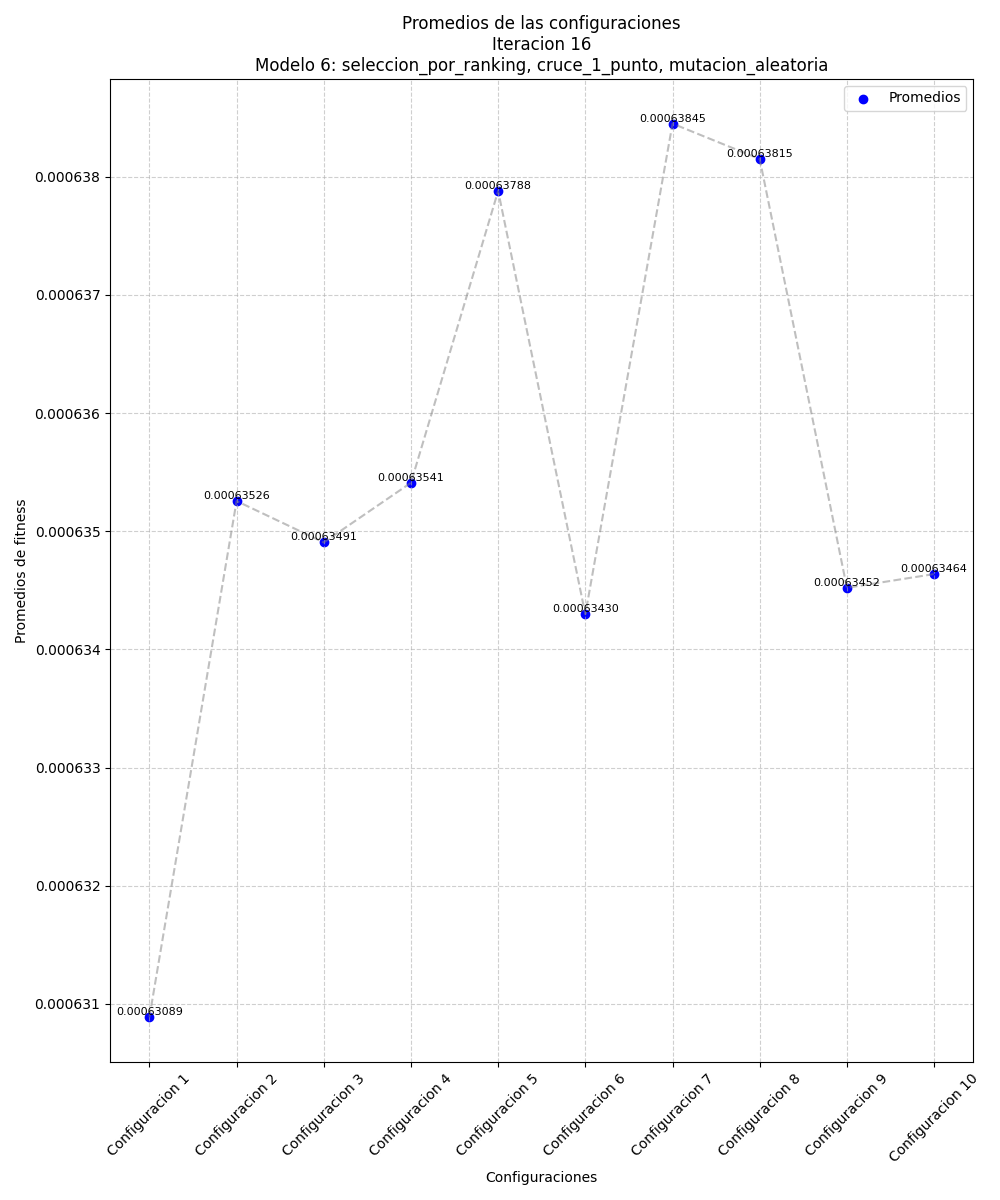 Promedios de las configuraciones
Iteracion 16
Modelo 6: seleccion_por_ranking, cruce_1_punto, mutacion_aleatoria
Promedios
0.00063845
0.00063815
0.00063788
0.00063541
0.00063526
0.00063491
0.00063464
0.00063452
0.00063430
0.00063089
0.000638
0.000637
0.000636
0.000635
0.000634
0.000633
0.000632
0.000631
Promedios de fitness
Configuracion 1
Configuracion 2
Configuracion 3
Configuracion 4
Configuracion 5
Configuracion 6
Configuracion 7
Configuracion 8
Configuracion 9
Configuracion 10
Configuraciones